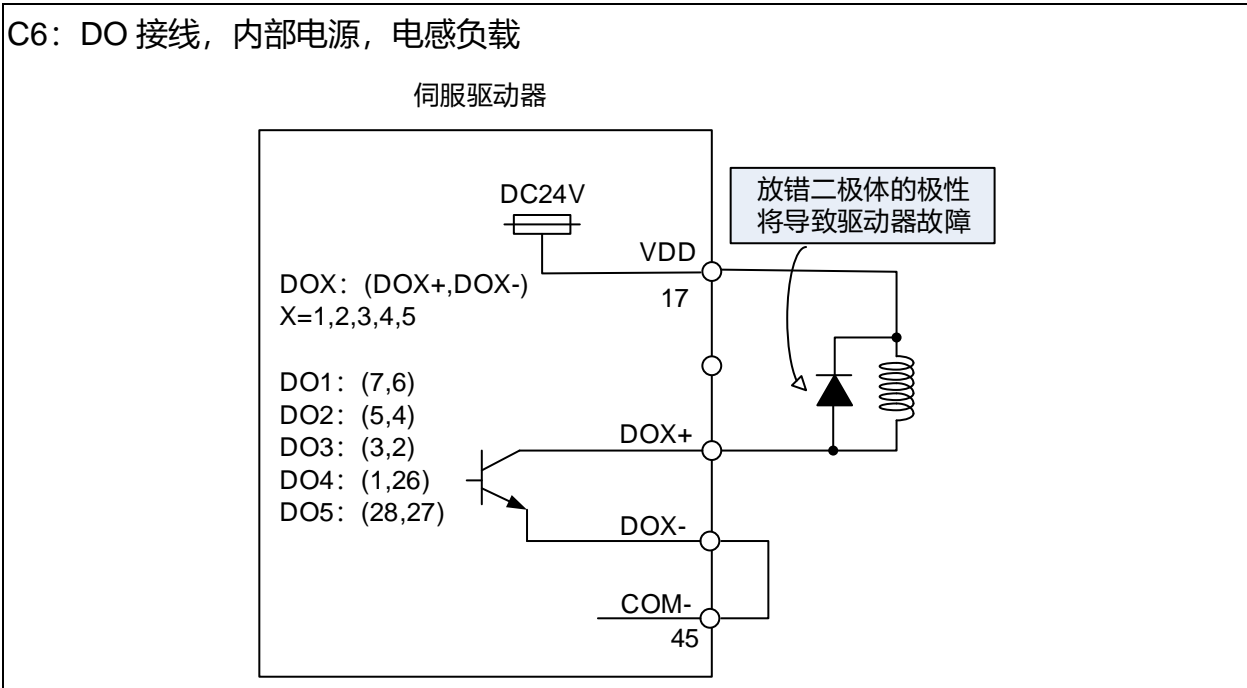 C6：DO 接线，内部电源，电感负载
伺服驱动器
DC24V
放错二极体的极性
将导致驱动器故障
VDD
17
DOX：(DOX+,DOX-)
X=1,2,3,4,5
DO1：(7,6)
DO2：(5,4)
DO3：(3,2)
DO4：(1,26)
DO5：(28,27)
DOX+
DOX-
COM-
45